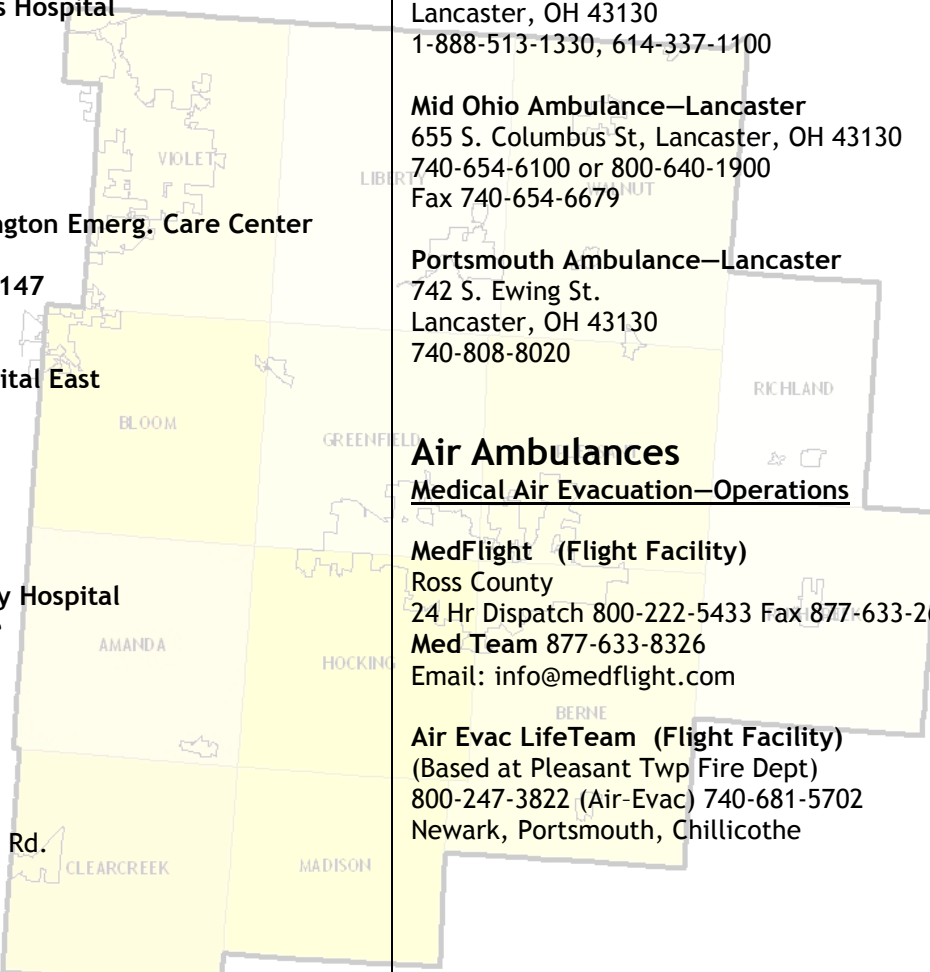 s Hospital
ngton Emerg. Care Center
147
ital East
y Hospital
Rd.
Lancaster, OH 43130
1-888-513-1330, 614-337-1100
Mid Ohio Ambulance—Lancaster
655 S. Columbus St, Lancaster, OH 43130
740-654-6100 or 800-640-1900
Fax 740-654-6679
Portsmouth Ambulance—Lancaster
742 S. Ewing St.
Lancaster, OH 43130
740-808-8020
Air Ambulances
Medical Air Evacuation—Operations
MedFlight (Flight Facility)
Ross County
24 Hr Dispatch 800-222-5433 Fax 877-633-26
Med Team 877-633-8326
Email: info@medflight.com
Air Evac LifeTeam (Flight Facility)
(Based at Pleasant Twp Fire Dept)
800-247-3822 (Air-Evac) 740-681-5702
Newark, Portsmouth, Chillicothe
VIOLET
LIBERTY
WALNUT
BLOOM
GREENFIELD
RICHLAND
AMANDA
HOCKING
BERNE
CLEARCREEK
MADISON